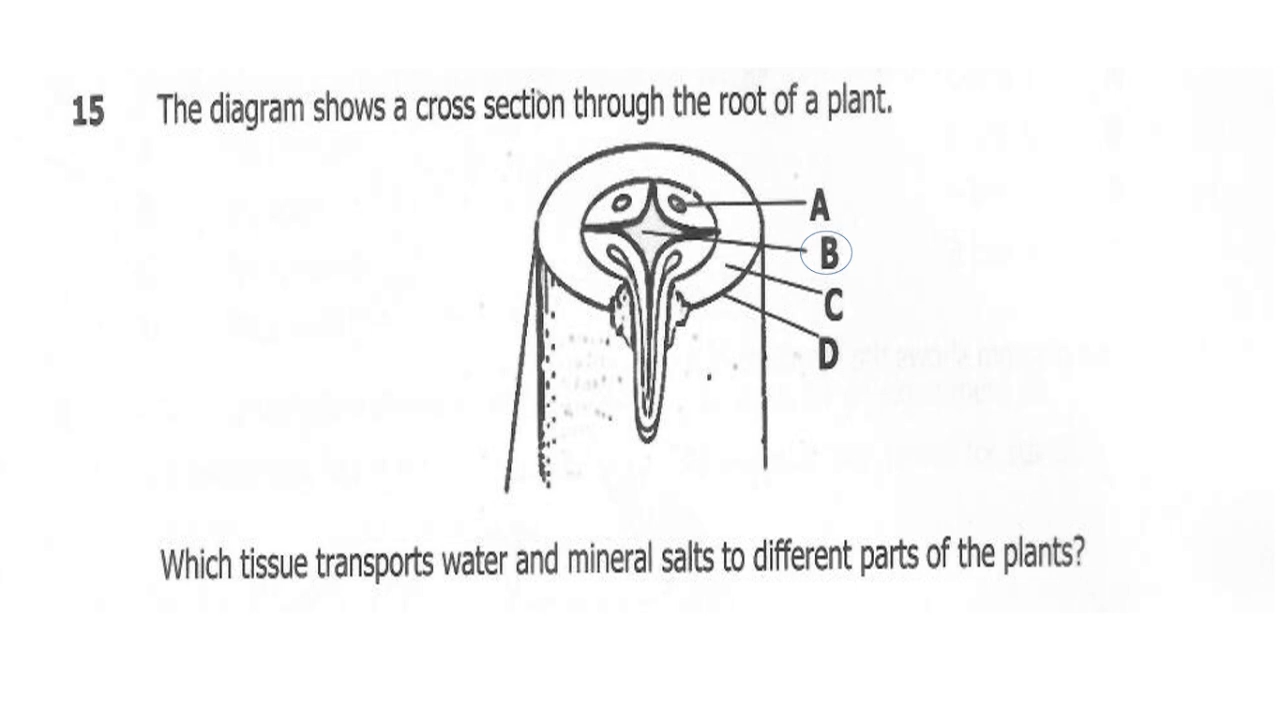 15 The diagram shows a cross section through the root of a plant.
A
B
C
D
Which tissue transports water and mineral salts to different parts of the plants?